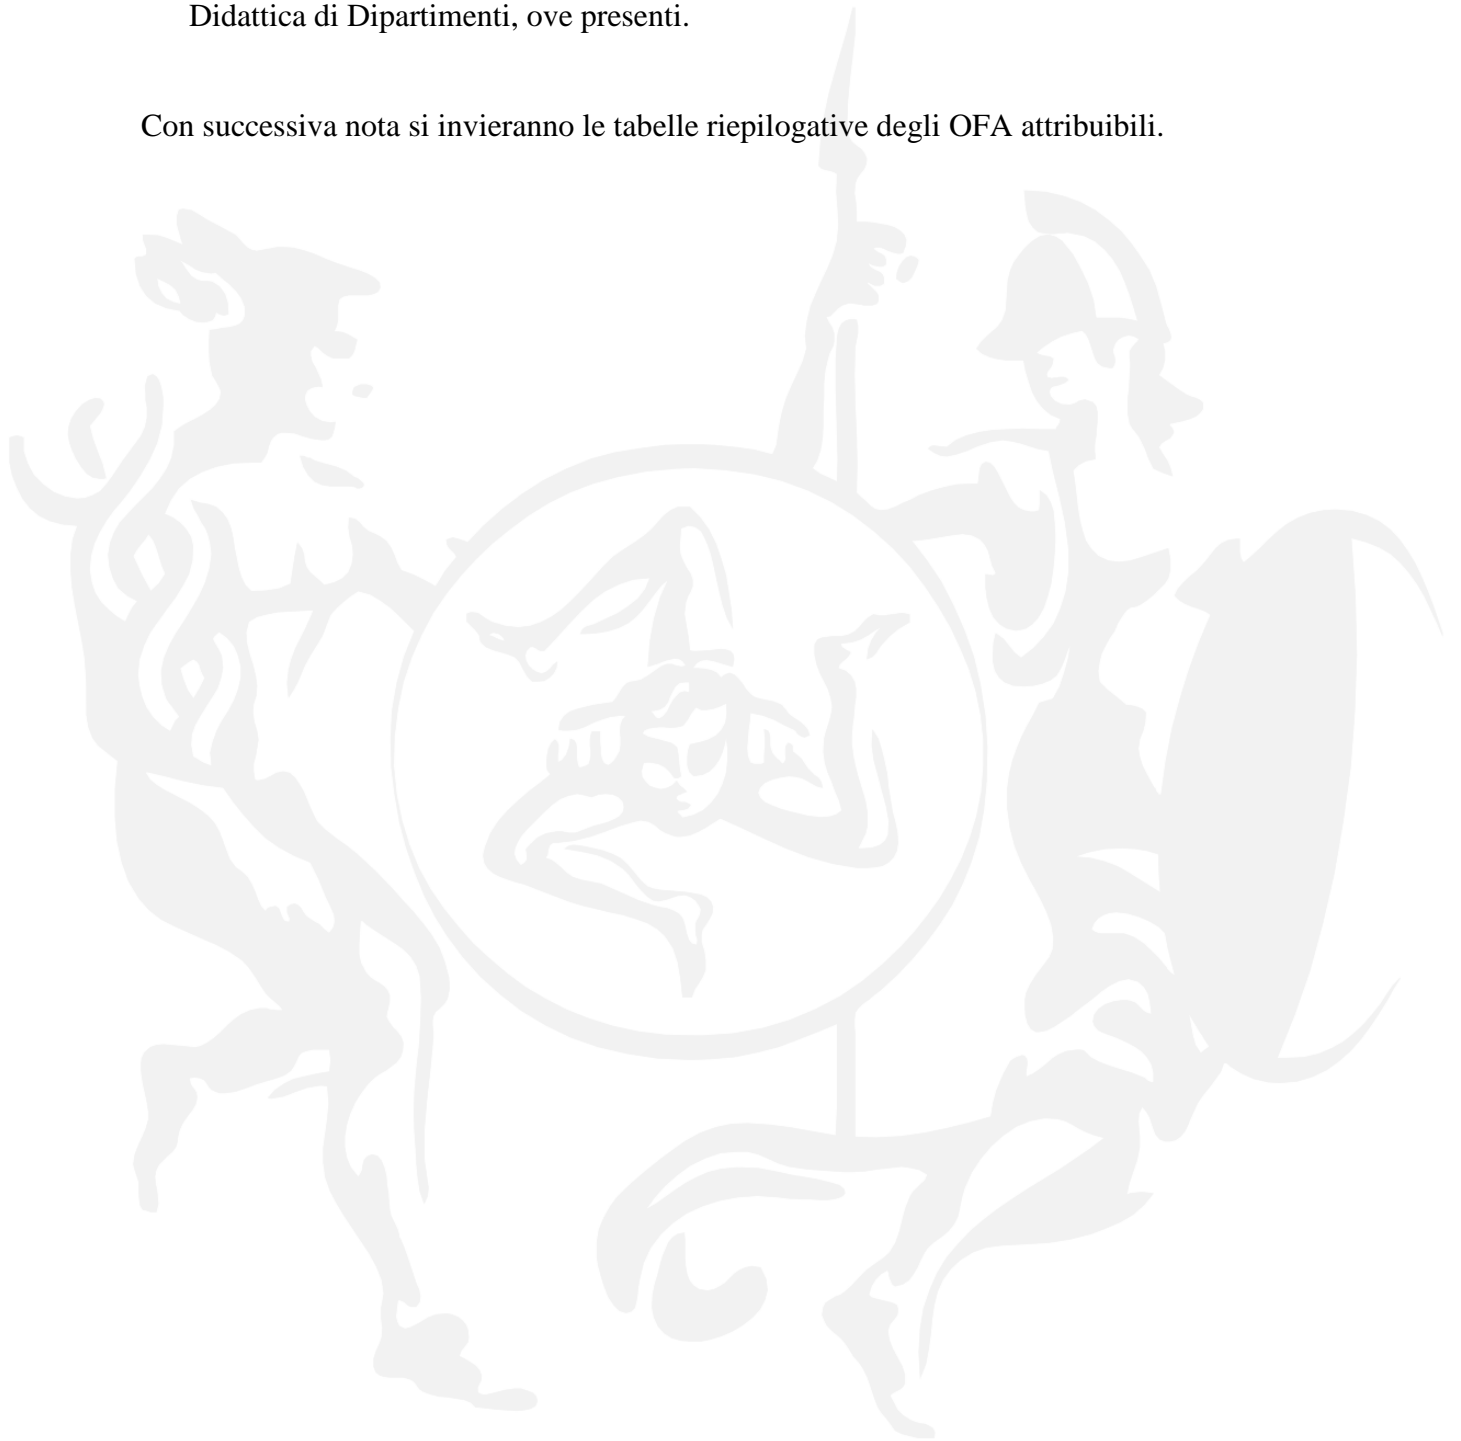 Didattica di Dipartimenti, ove presenti.
Con successiva nota si invieranno le tabelle riepilogative degli OFA attribuibili.